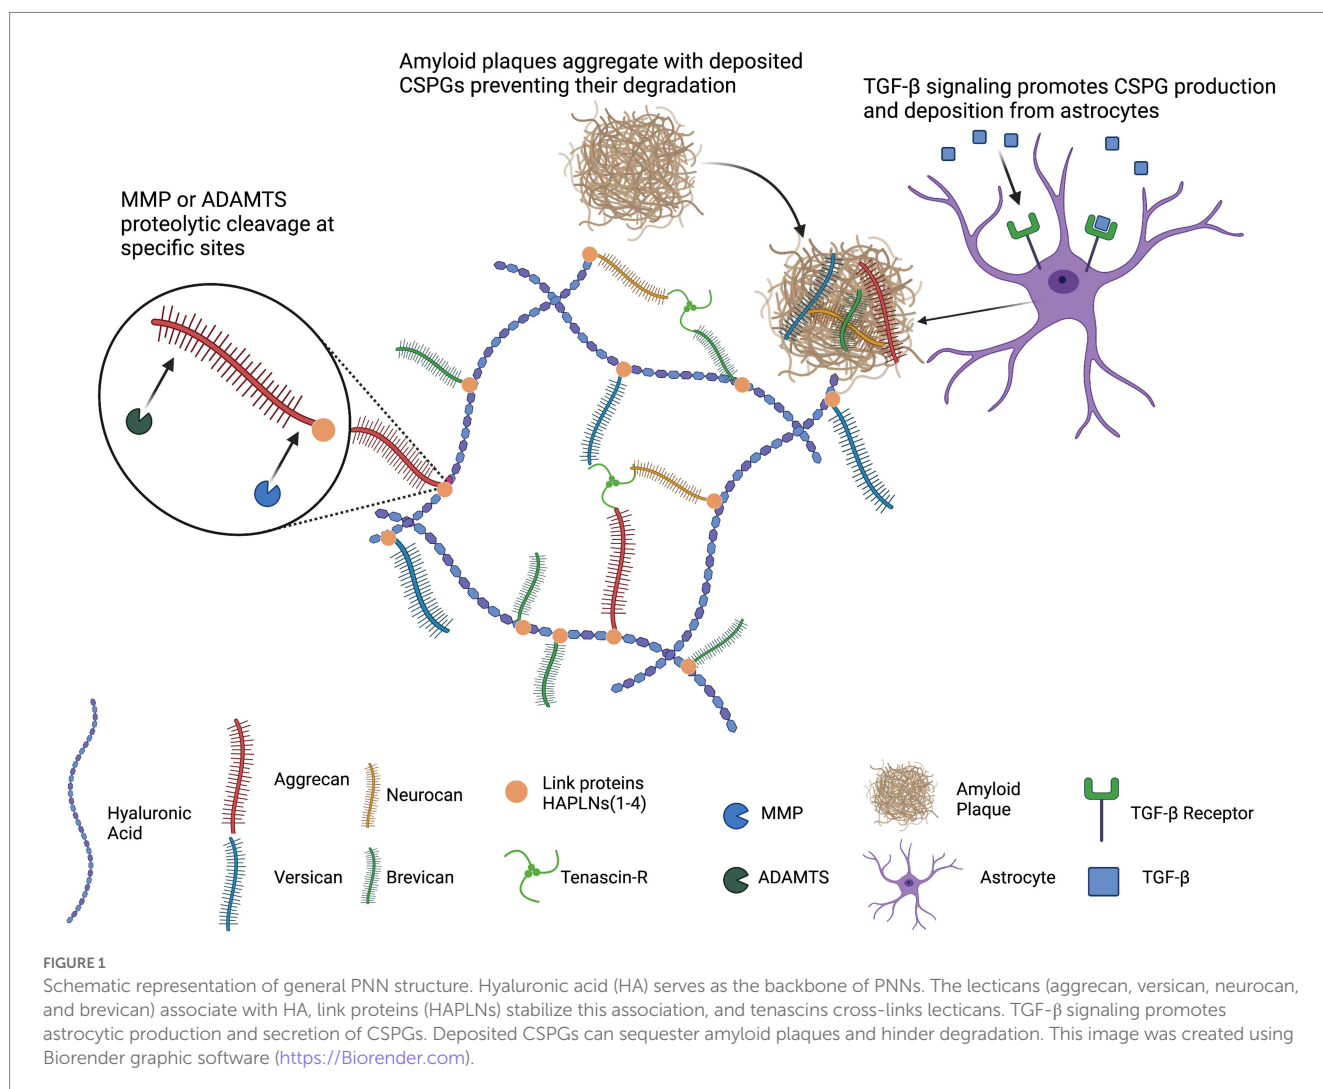 Amyloid plaques aggregate with deposited
CSPGs preventing their degradation
TGF-β signaling promotes CSPG production
and deposition from astrocytes
MMP or ADAMTS
proteolytic cleavage at
specific sites
Hyaluronic
Acid
Aggrecan
Versican
Neurocan
Brevican
Link proteins
HAPLNs(1-4)
Tenascin-R
MMP
ADAMTS
Amyloid
Plaque
Astrocyte
TGF-β Receptor
TGF-β
FIGURE 1
Schematic representation of general PNN structure. Hyaluronic acid (HA) serves as the backbone of PNNs. The lecticans (aggrecan, versican, neurocan,
and brevican) associate with HA, link proteins (HAPLNs) stabilize this association, and tenascins cross-links lecticans. TGF-β signaling promotes
astrocytic production and secretion of CSPGs. Deposited CSPGs can sequester amyloid plaques and hinder degradation. This image was created using
Biorender graphic software (https://Biorender.com).